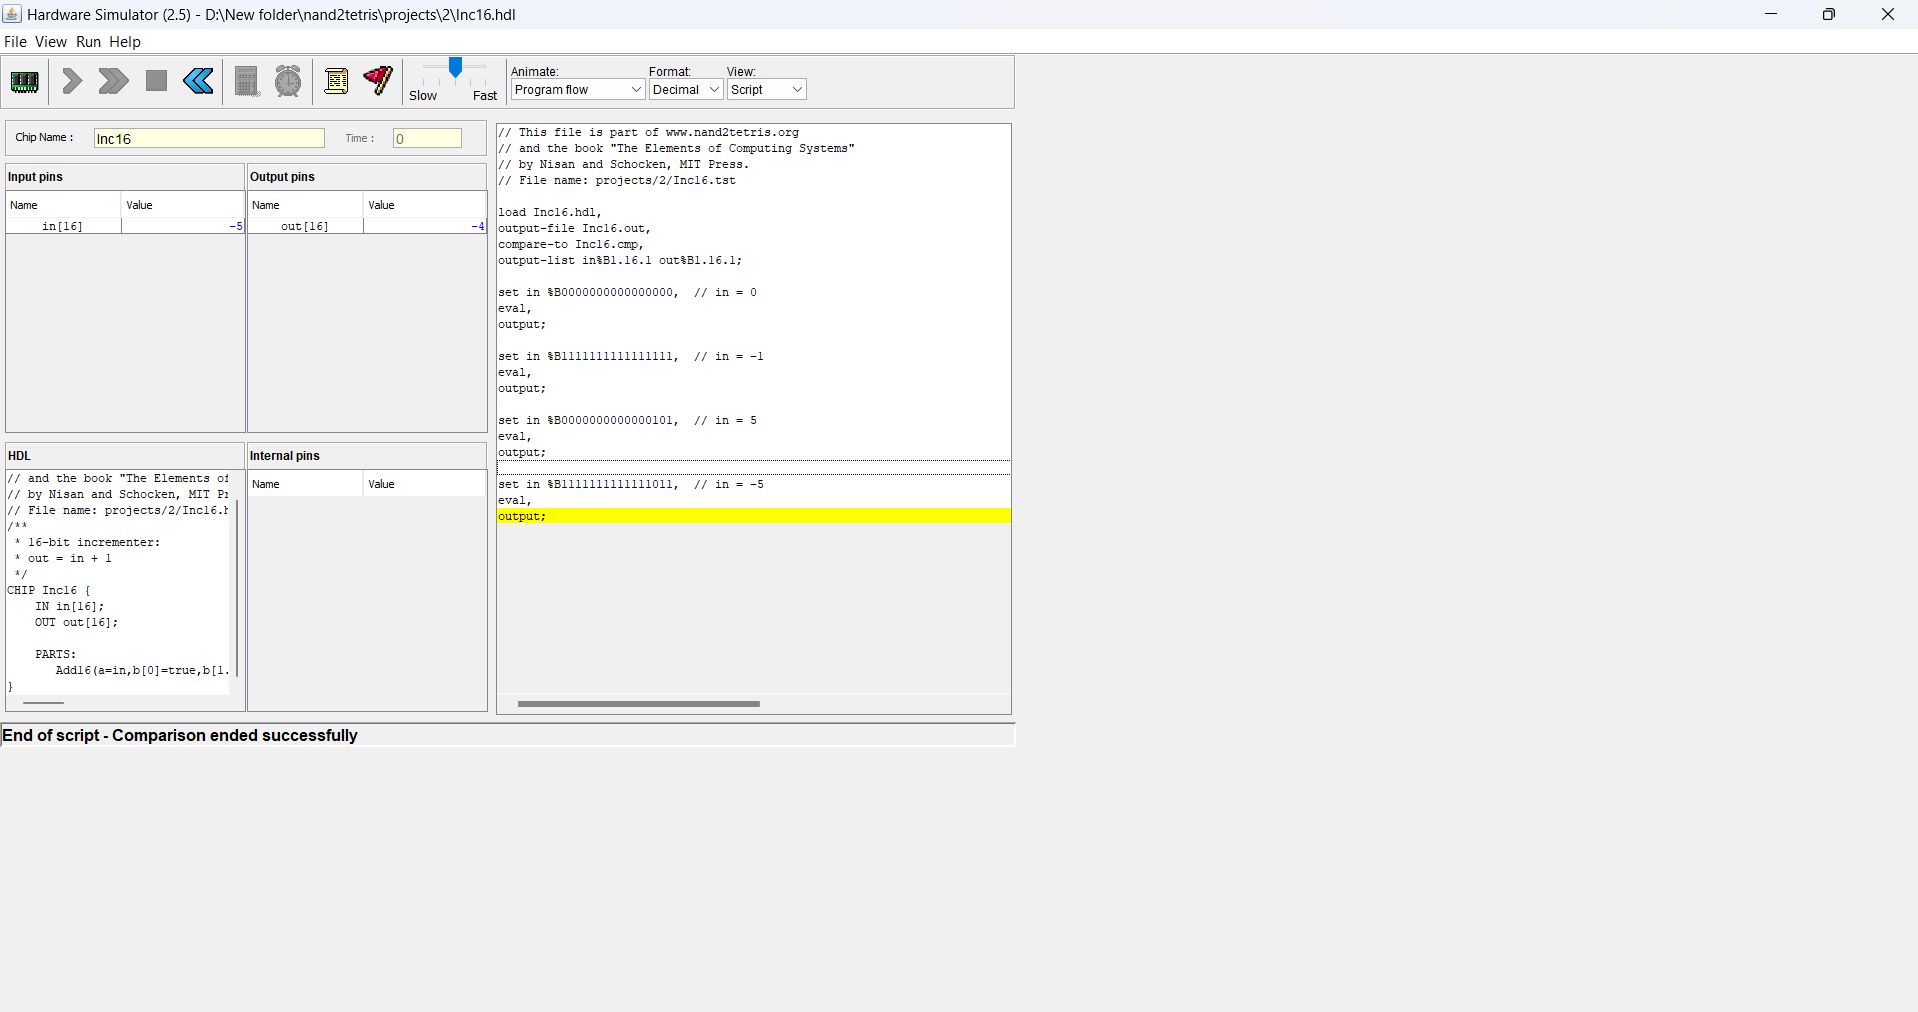 Hardware Simulator (2.5) - D:\New folder\nand2tetris\projects\2\Inc16.hdl
File View Run Help
Slow Fast
Animate: Format: View:
Program flow Decimal Script
Chip Name : Inc16 Time : 0
Input pins
Name Value
in[16] -5
Output pins
Name Value
out[16] -4
HDL
// and the book "The Elements of
// by Nisan and Schocken, MIT Pr
// File name: projects/2/Inc16.h
/**
* 16-bit incrementer:
* out = in + 1
*/
CHIP Inc16 {
IN in[16];
OUT out[16];
PARTS:
Add16(a=in,b[0]=true,b[1.
}
Internal pins
Name Value
// This file is part of www.nand2tetris.org
// and the book "The Elements of Computing Systems"
// by Nisan and Schocken, MIT Press.
// File name: projects/2/Inc16.tst
load Inc16.hdl,
output-file Inc16.out,
compare-to Inc16.cmp,
output-list in%B1.16.1 out%B1.16.1;
set in %B0000000000000000, // in = 0
eval,
output;
set in %B1111111111111111, // in = -1
eval,
output;
set in %B0000000000000101, // in = 5
eval,
output;
set in %B1111111111111011, // in = -5
eval,
output;
End of script - Comparison ended successfully